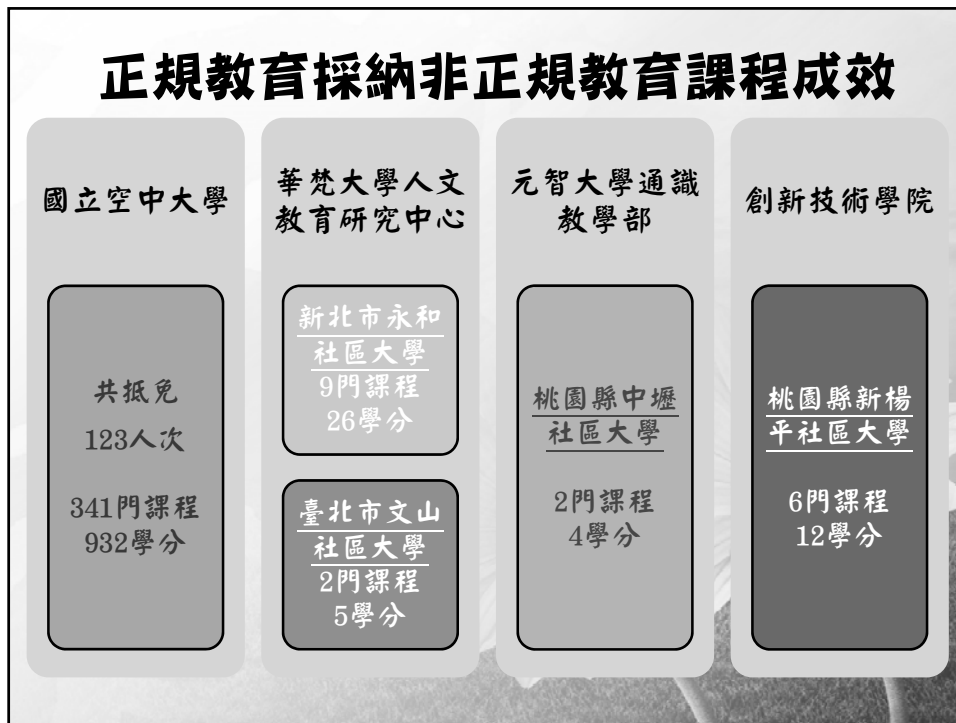 正規教育採納非正規教育課程成效
國立空中大學
共抵免
123人次
341門課程
932學分
華梵大學人文
教育研究中心
新北市永和
社區大學
9門課程
26學分
臺北市文山
社區大學
2門課程
5學分
元智大學通識
教學部
桃園縣中壢
社區大學
2門課程
4學分
創新技術學院
桃園縣新楊
平社區大學
6門課程
12學分